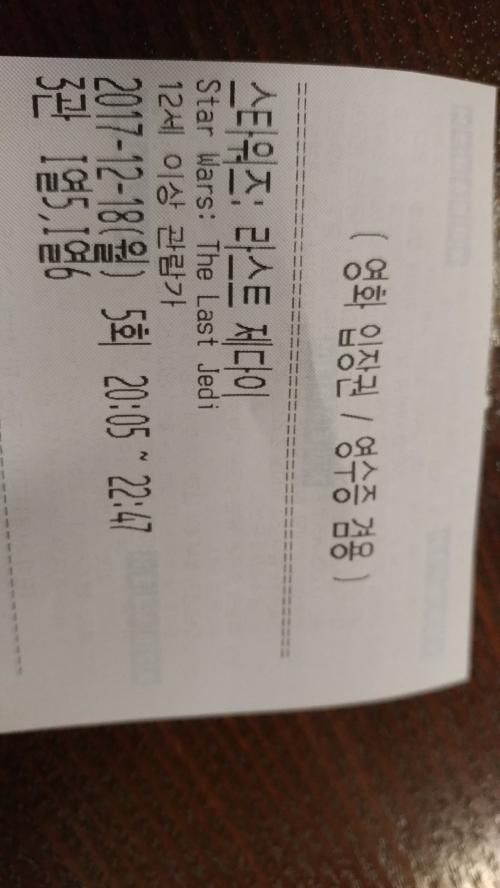 ( 영화 입장권 / 영수증 겸용 )
스타워즈: 라스트 제다이
Star Wars: The Last Jedi
12세 이상 관람가
2017-12-18(월) 5회 20:05 ~ 22:47
3관 I열5,I열6